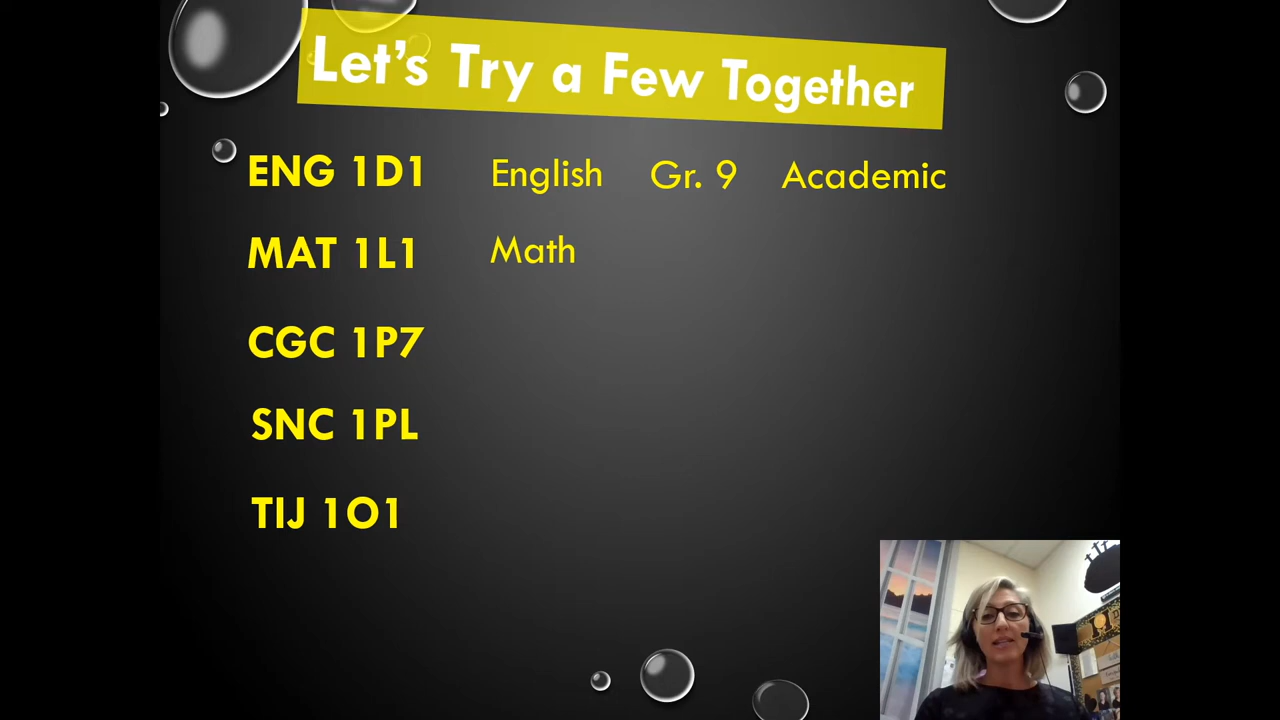 Let's Try a Few Together
ENG 1D1 English Gr. 9 Academic
MAT 1L1 Math
CGC 1P7
SNC 1PL
TIJ 1O1